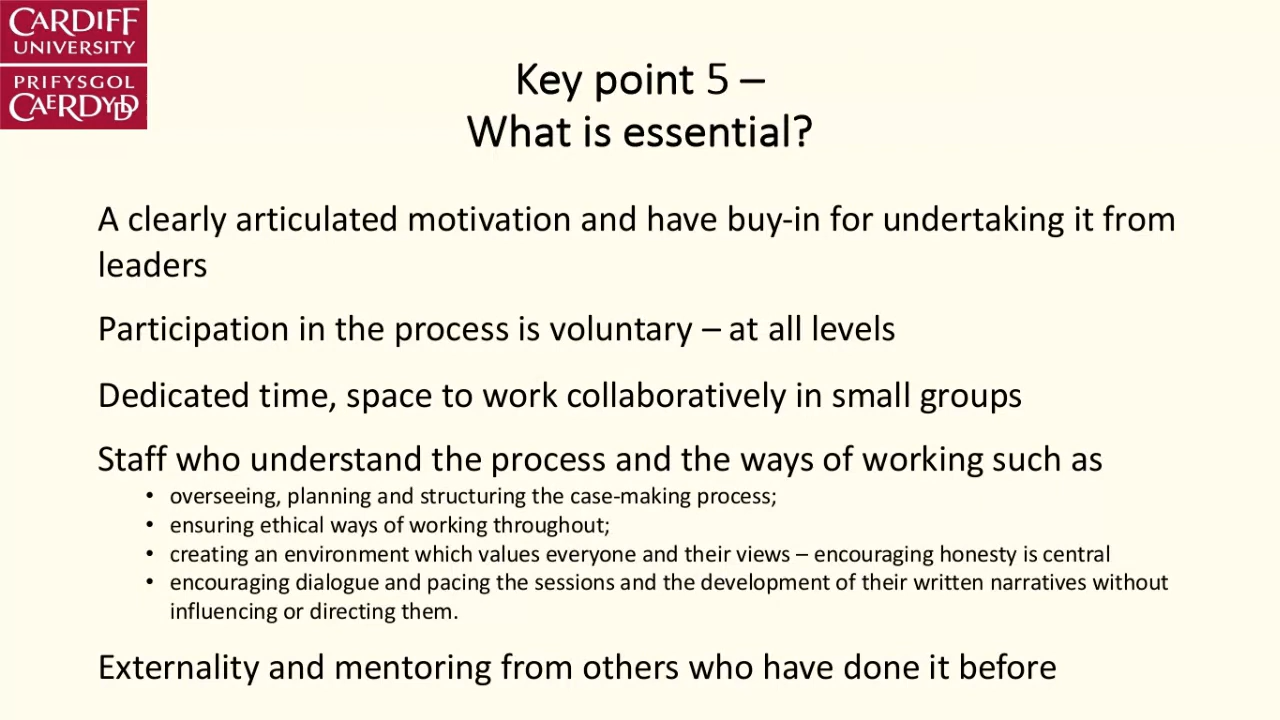 CARDIFF
UNIVERSITY
PRIFYSGOL
CAERDYDD
Key point 5 –
What is essential?
A clearly articulated motivation and have buy-in for undertaking it from
leaders
Participation in the process is voluntary – at all levels
Dedicated time, space to work collaboratively in small groups
Staff who understand the process and the ways of working such as
• overseeing, planning and structuring the case-making process;
• ensuring ethical ways of working throughout;
• creating an environment which values everyone and their views – encouraging honesty is central
• encouraging dialogue and pacing the sessions and the development of their written narratives without
influencing or directing them.
Externality and mentoring from others who have done it before